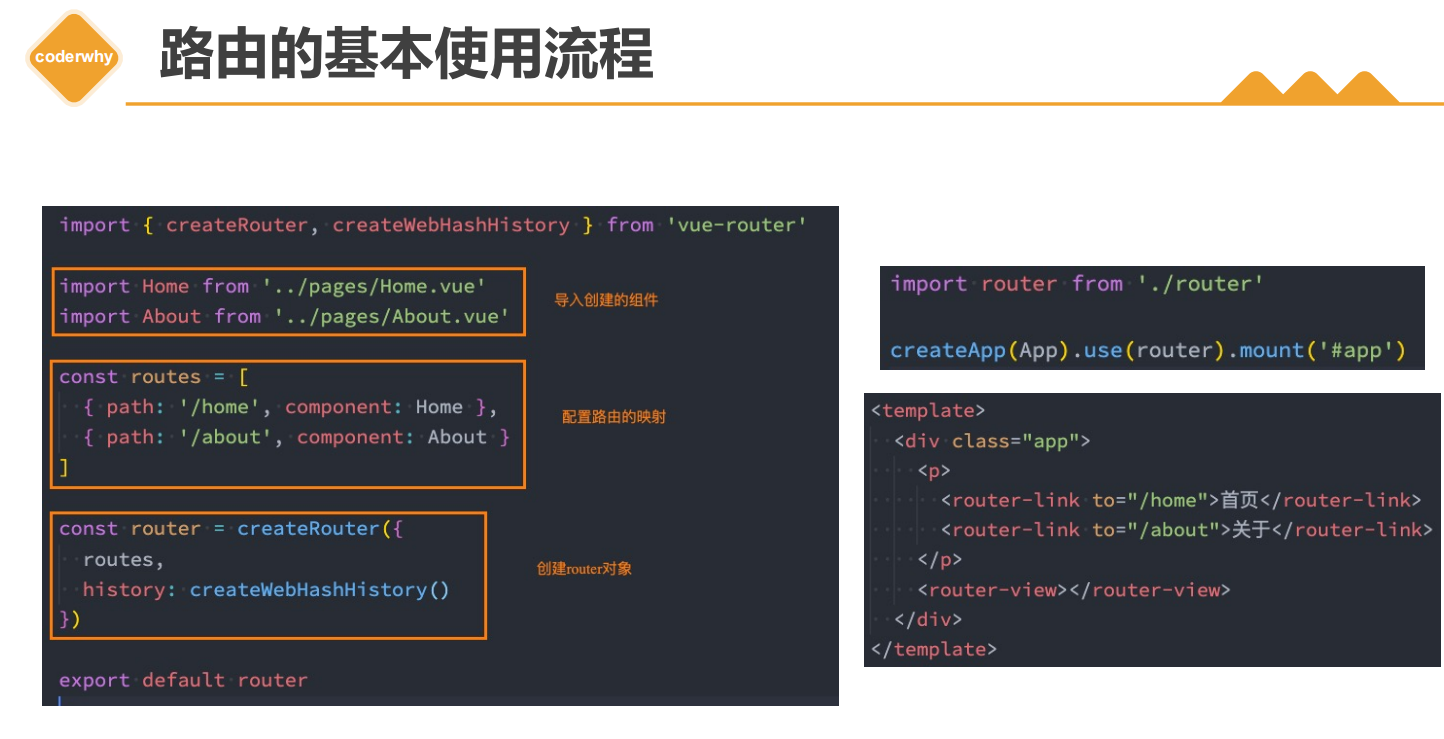 coderwhy
路由的基本使用流程
import { createRouter, createWebHashHistory } from 'vue-router'
import Home from '../pages/Home.vue'
import About from '../pages/About.vue'
导入创建的组件
const routes = [
  { path: '/home', component: Home },
  { path: '/about', component: About }
]
配置路由的映射
const router = createRouter({
  routes,
  history: createWebHashHistory()
})
创建router对象
export default router
import router from './router'
createApp(App).use(router).mount('#app')
<template>
  <div class="app">
    <p>
      <router-link to="/home">首页</router-link>
      <router-link to="/about">关于</router-link>
    </p>
    <router-view></router-view>
  </div>
</template>